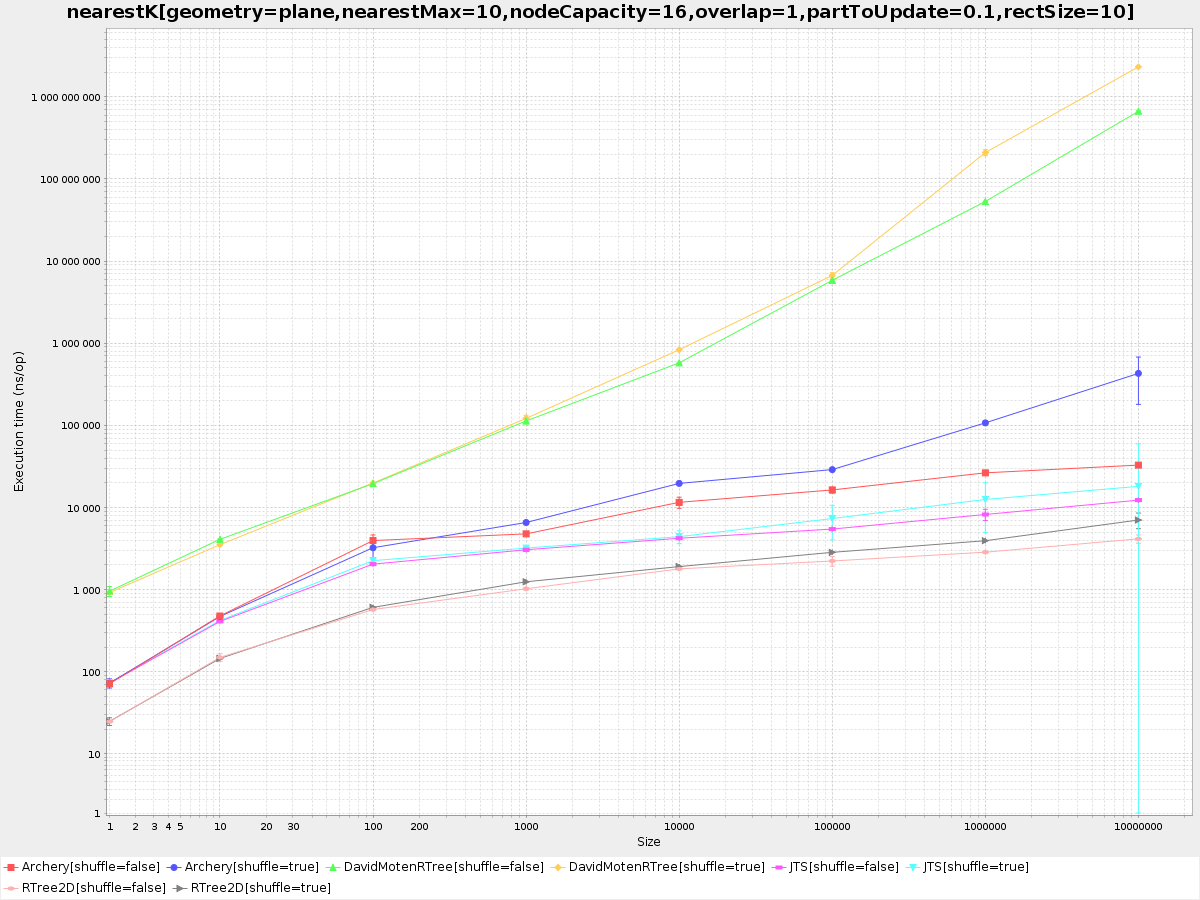 nearestK[geometry=plane,nearestMax=10,nodeCapacity=16,overlap=1,partToUpdate=0.1,rectSize=10]
Execution time (ns/op)
1 000 000 000
100 000 000
10 000 000
1 000 000
100 000
10 000
1 000
100
10
1
1 2 3 4 5 10 20 30 100 200 1000 10000 100000 1000000 10000000
Size
Archery[shuffle=false] Archery[shuffle=true] DavidMotenRTree[shuffle=false] DavidMotenRTree[shuffle=true] JTS[shuffle=false] JTS[shuffle=true]
RTree2D[shuffle=false] RTree2D[shuffle=true]